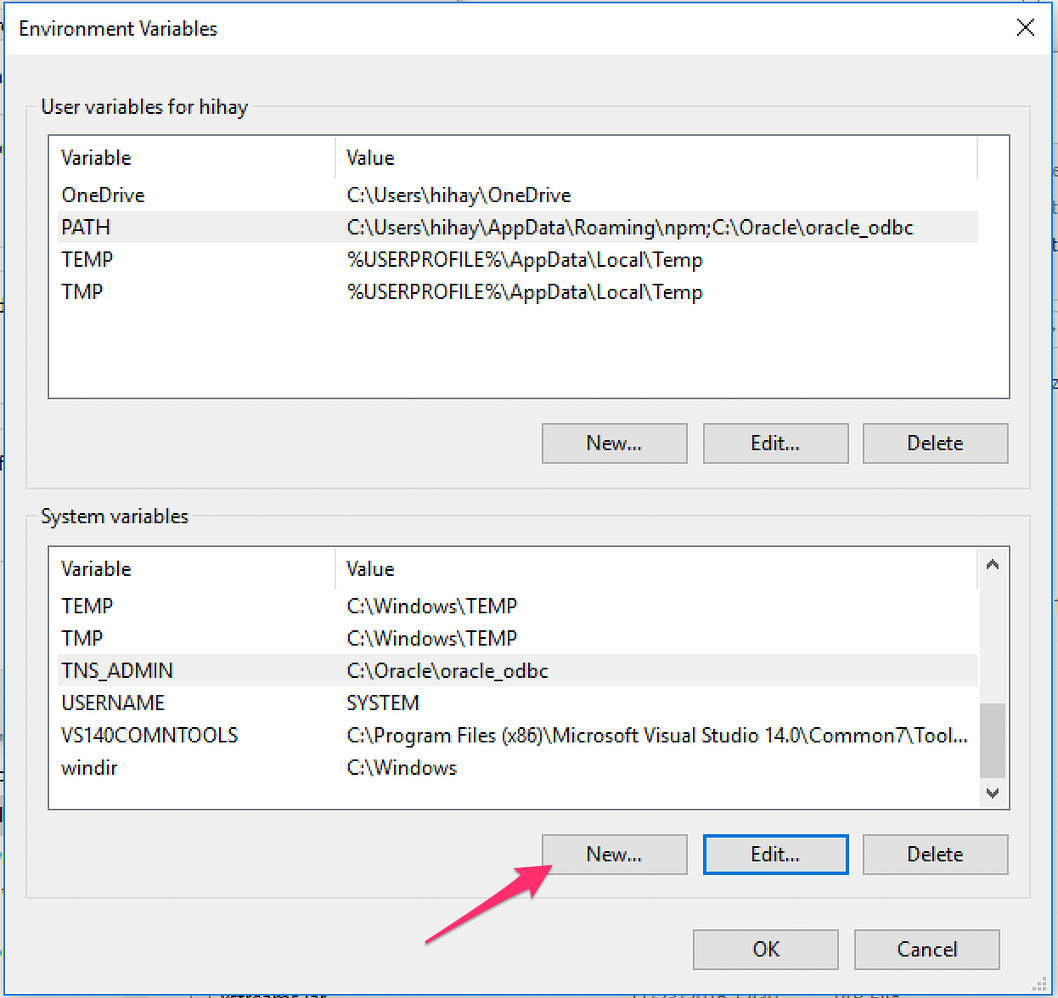 Environment Variables
User variables for hihay
Variable Value
OneDrive C:\Users\hihay\OneDrive
PATH C:\Users\hihay\AppData\Roaming\npm;C:\Oracle\oracle_odbc
TEMP %USERPROFILE%\AppData\Local\Temp
TMP %USERPROFILE%\AppData\Local\Temp
New... Edit... Delete
System variables
Variable Value
TEMP C:\Windows\TEMP
TMP C:\Windows\TEMP
TNS_ADMIN C:\Oracle\oracle_odbc
USERNAME SYSTEM
VS140COMNTOOLS C:\Program Files (x86)\Microsoft Visual Studio 14.0\Common7\Tool...
windir C:\Windows
New... Edit... Delete
OK Cancel